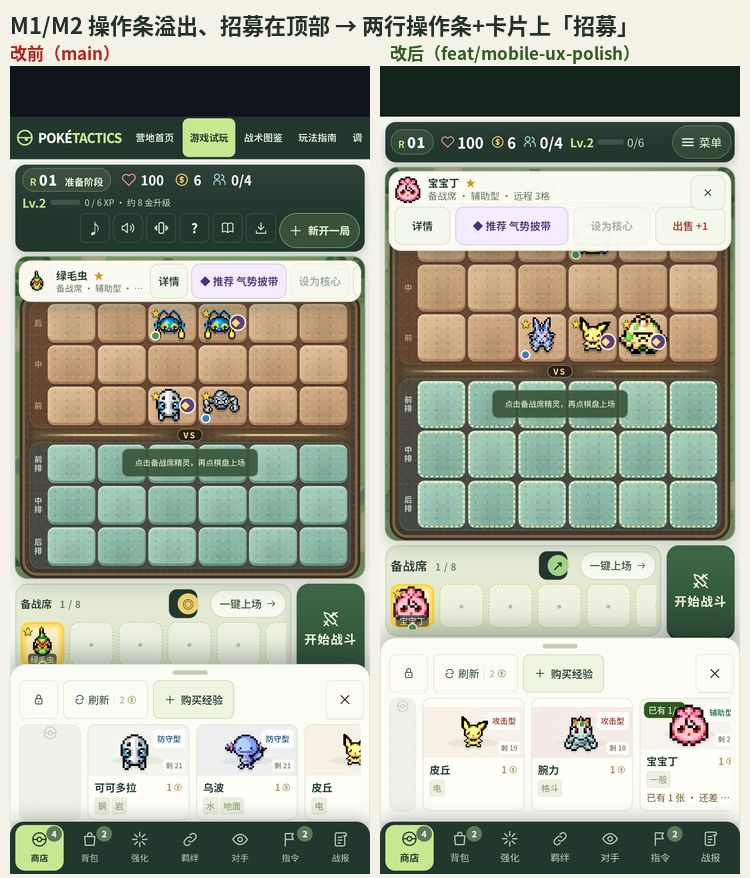 M1/M2 操作条溢出、招募在顶部 → 两行操作条+卡片上「招募」
改前（main）
POKÉTACTICS 营地首页 游戏试玩 战术图鉴 玩法指南 调
R 01 准备阶段 100 6 0/4
Lv.2 0/6 XP · 约 8 金升级
? + 新开一局
绿毛虫 ★
备战席 · 辅助型 · …
详情 ◆ 推荐 气势披带 设为核心
后
中
前
VS
前排
点击备战席精灵，再点棋盘上场
中排
后排
备战席 1 / 8 一键上场 →
开始战斗
绿毛虫
刷新 2 + 购买经验 ×
防守型
剩 21
可可多拉 1
钢 岩
防守型
剩 21
乌波 1
水 地面
皮丘
电
4 2 2
商店 背包 强化 羁绊 对手 指令 战报
改后（feat/mobile-ux-polish）
R 01 100 6 0/4 Lv.2 0/6 菜单
宝宝丁 ★
备战席 · 辅助型 · 远程 3格
×
详情 ◆ 推荐 气势披带 设为核心 出售 +1
中
前
VS
前排
点击备战席精灵，再点棋盘上场
中排
后排
备战席 1 / 8 一键上场 →
开始战斗
宝宝丁
刷新 2 + 购买经验 ×
攻击型
剩 19
皮丘 1
电
攻击型
剩 18
腕力 1
格斗
已有 1/ 辅助型
剩 2
宝宝丁 1
一般
已有 1 张 · 还差 …
4 2 2
商店 背包 强化 羁绊 对手 指令 战报